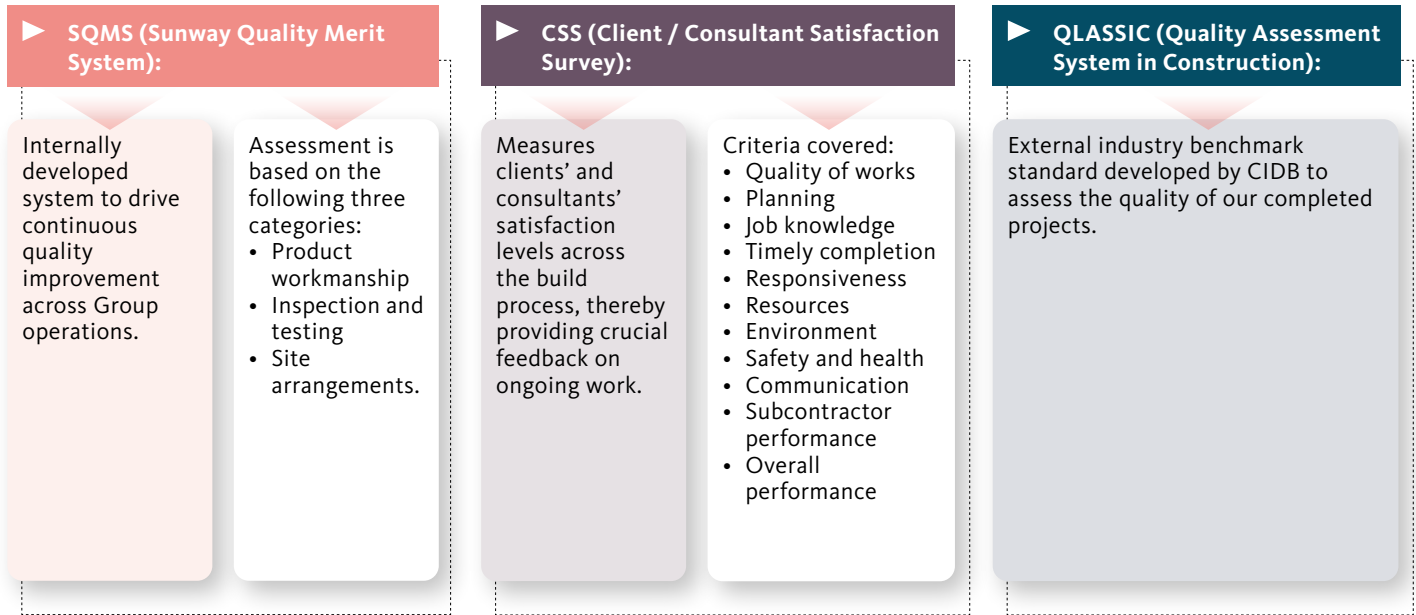 SQMS (Sunway Quality Merit
System):
Internally
developed
system to drive
continuous
quality
improvement
across Group
operations.
Assessment is
based on the
following three
categories:
• Product
workmanship
• Inspection and
testing
• Site
arrangements.
CSS (Client / Consultant Satisfaction
Survey):
Measures
clients’ and
consultants’
satisfaction
levels across
the build
process, thereby
providing crucial
feedback on
ongoing work.
Criteria covered:
• Quality of works
• Planning
• Job knowledge
• Timely completion
• Responsiveness
• Resources
• Environment
• Safety and health
• Communication
• Subcontractor
performance
• Overall
performance
QLASSIC (Quality Assessment
System in Construction):
External industry benchmark
standard developed by CIDB to
assess the quality of our completed
projects.